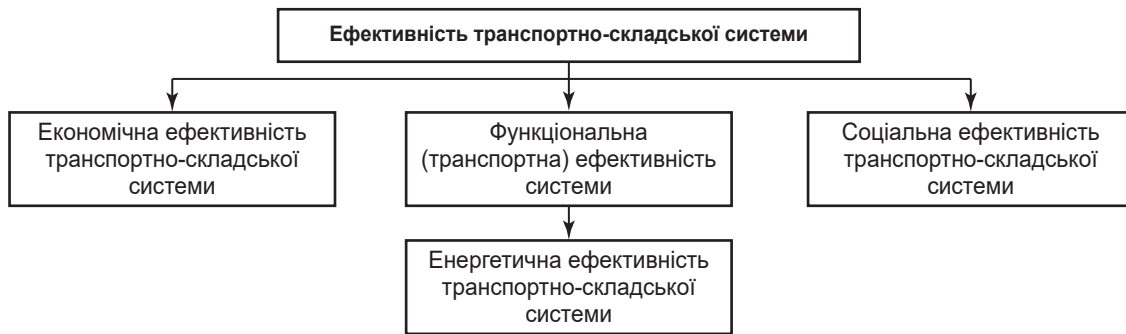 Ефективність транспортно-складської системи
Економічна ефективність
транспортно-складської
системи
Функціональна
(транспортна) ефективність
системи
Соціальна ефективність
транспортно-складської
системи
Енергетична ефективність
транспортно-складської
системи